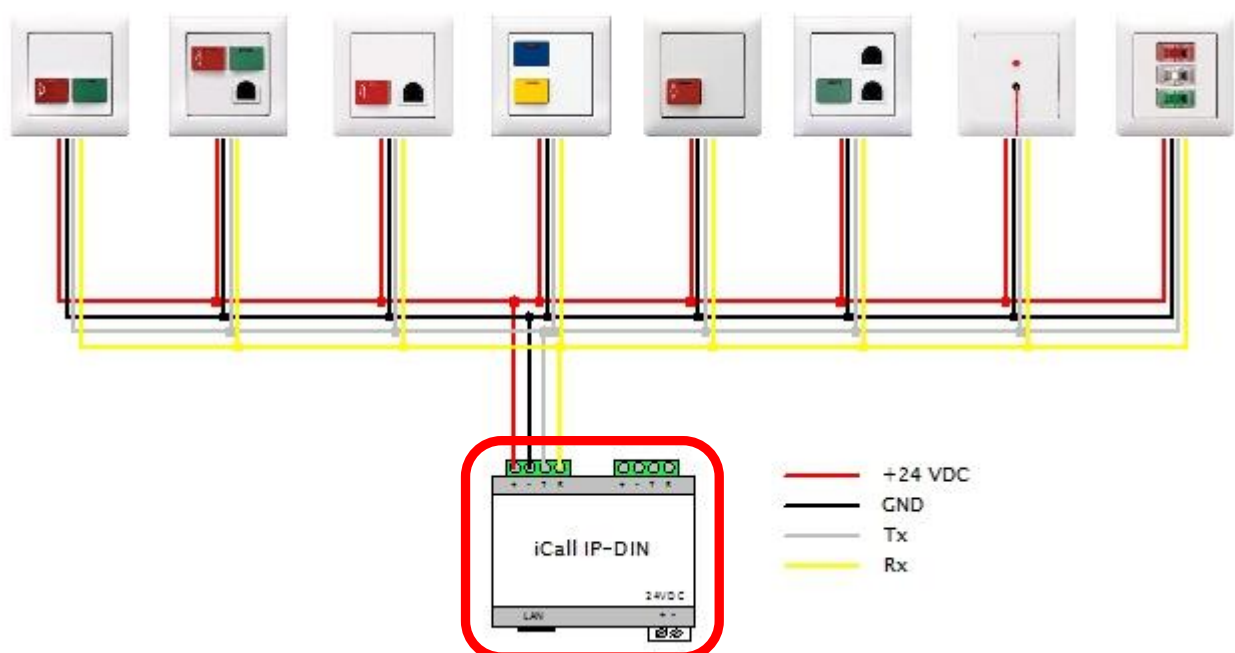 + - T R
+ - T R
iCall IP-DIN
24VDC
LAN
+ -
+24 VDC
GND
Tx
Rx